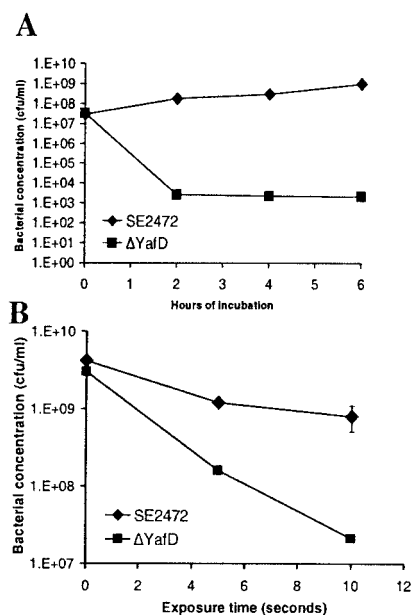 A
Bacterial concentration (cfu/ml)
1.E+10
1.E+09
1.E+08
1.E+07
1.E+06
1.E+05
1.E+04
1.E+03
1.E+02
1.E+01
1.E+00
SE2472
ΔYafD
0 1 2 3 4 5 6
Hours of incubation
B
Bacterial concentration (cfu/ml)
1.E+10
1.E+09
1.E+08
1.E+07
SE2472
ΔYafD
0 2 4 6 8 10 12
Exposure time (seconds)